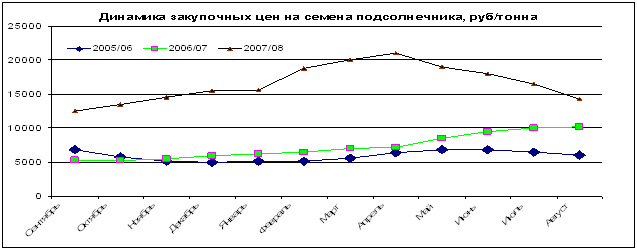 Динамика закупочных цен на семена подсолнечника, руб/тонна
25000
2005/06 2006/07 2007/08
20000
15000
10000
5000
0
Сентябрь Октябрь Ноябрь Декабрь Январь Февраль Март Апрель Май Июнь Июль Август